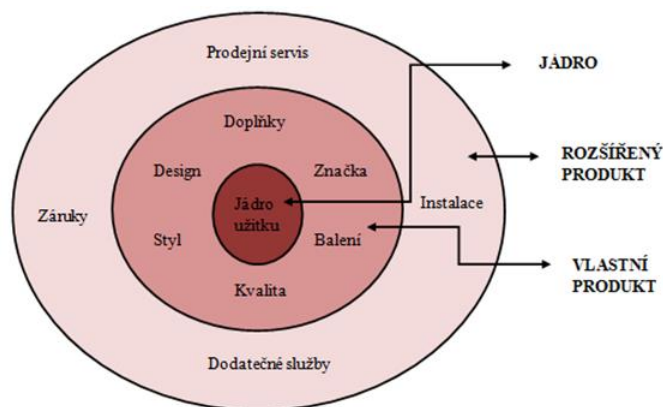 Prodejní servis
JÁDRO
Doplňky
Design
Značka
ROZŠÍŘENÝ
PRODUKT
Jádro
užitku
Záruky
Instalace
Styl
Balení
VLASTNÍ
PRODUKT
Kvalita
Dodatečné služby